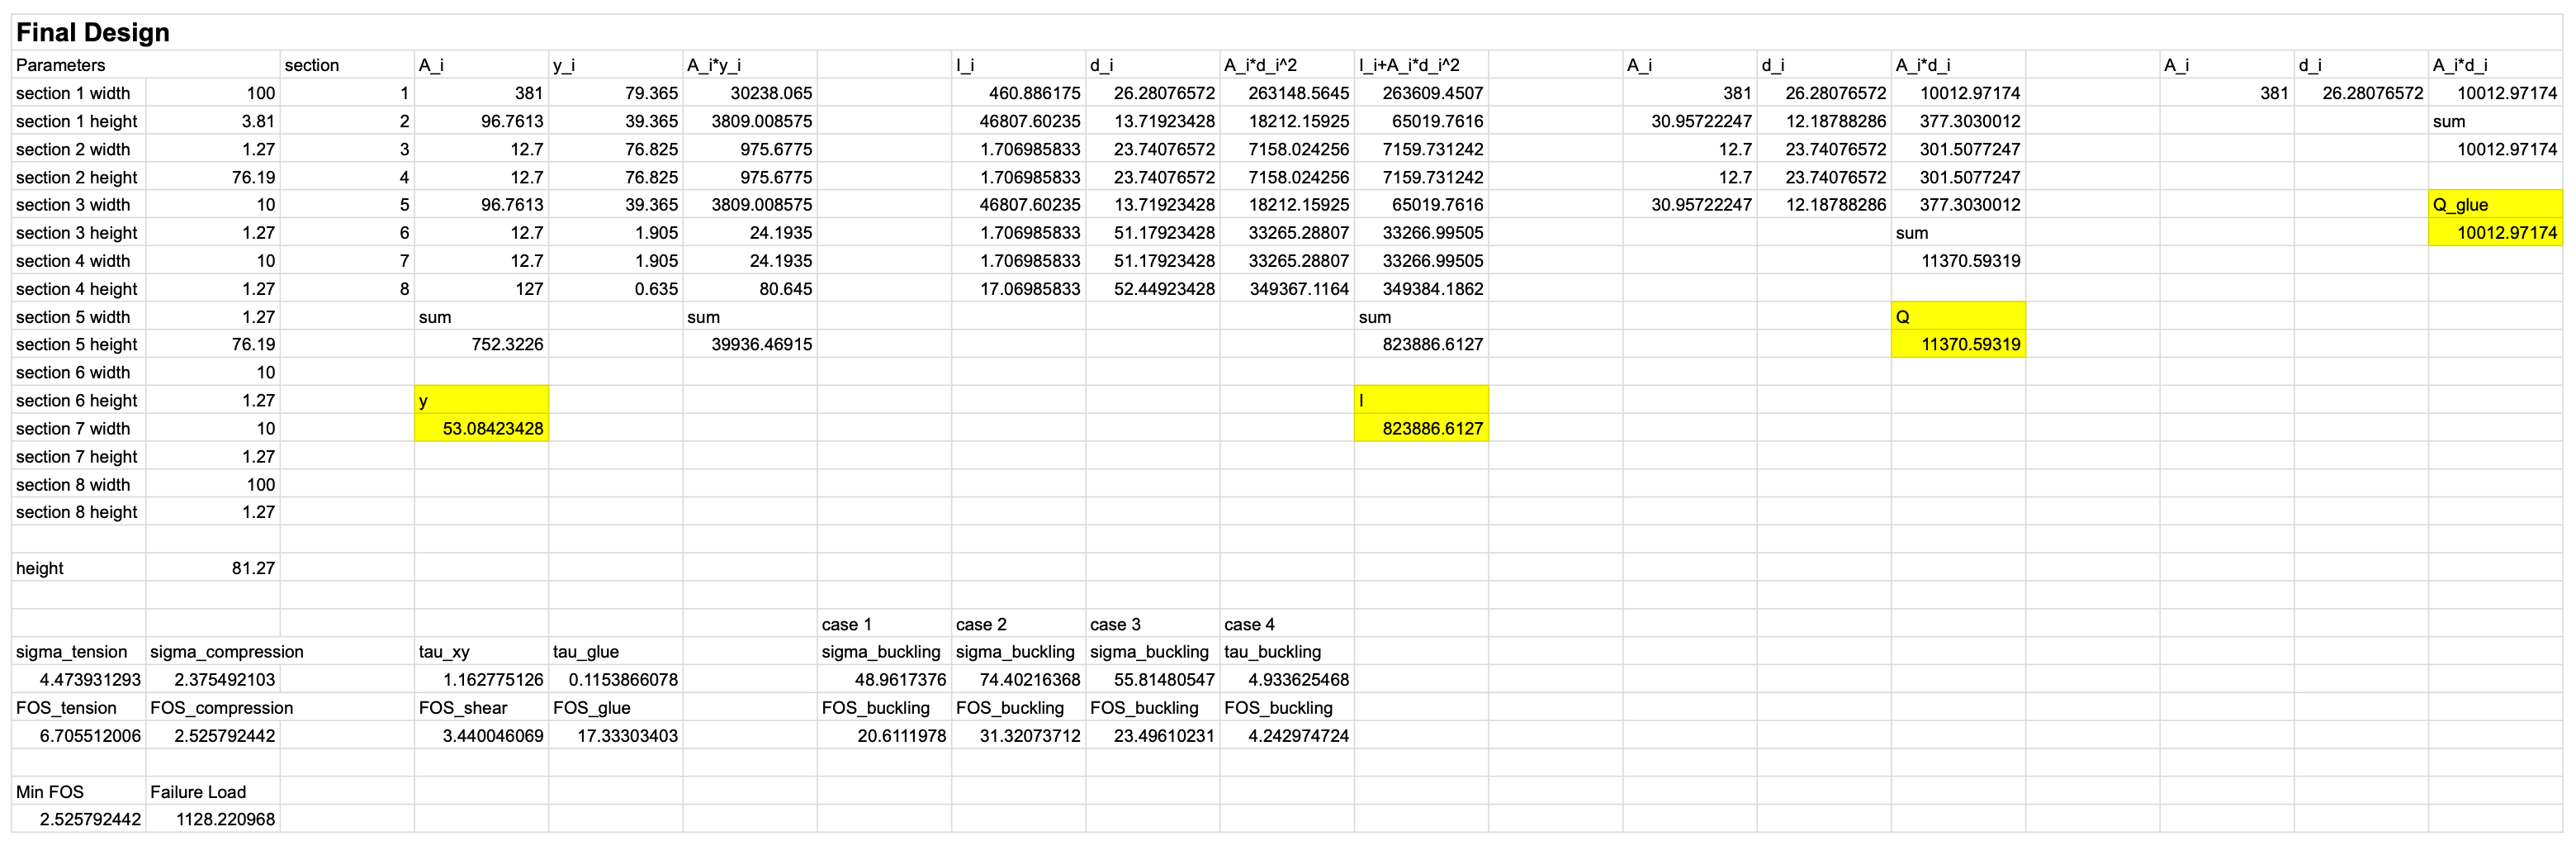 Final Design
Parameters section A_i y_i A_i*y_i I_i d_i A_i*d_i^2 I_i+A_i*d_i^2 A_i d_i A_i*d_i A_i d_i A_i*d_i
section 1 width 100 1 381 79.365 30238.065 460.886175 26.28076572 263148.5645 263609.4507 381 26.28076572 10012.97174 381 26.28076572 10012.97174
section 1 height 3.81 2 96.7613 39.365 3809.008575 46807.60235 13.71923428 18212.15925 65019.7616 30.95722247 12.18788286 377.3030012 sum
section 2 width 1.27 3 12.7 76.825 975.6775 1.706985833 23.74076572 7158.024256 7159.731242 12.7 23.74076572 301.5077247 10012.97174
section 2 height 76.19 4 12.7 76.825 975.6775 1.706985833 23.74076572 7158.024256 7159.731242 12.7 23.74076572 301.5077247
section 3 width 10 5 96.7613 39.365 3809.008575 46807.60235 13.71923428 18212.15925 65019.7616 30.95722247 12.18788286 377.3030012 Q_glue
section 3 height 1.27 6 12.7 1.905 24.1935 1.706985833 51.17923428 33265.28807 33266.99505 sum 10012.97174
section 4 width 10 7 12.7 1.905 24.1935 1.706985833 51.17923428 33265.28807 33266.99505 11370.59319
section 4 height 1.27 8 127 0.635 80.645 17.06985833 52.44923428 349367.1164 349384.1862
section 5 width 1.27 sum sum sum Q
section 5 height 76.19 752.3226 39936.46915 823886.6127 11370.59319
section 6 width 10
section 6 height 1.27 y I
section 7 width 10 53.08423428 823886.6127
section 7 height 1.27
section 8 width 100
section 8 height 1.27
height 81.27
case 1 case 2 case 3 case 4
sigma_tension sigma_compression tau_xy tau_glue sigma_buckling sigma_buckling sigma_buckling tau_buckling
4.473931293 2.375492103 1.162775126 0.1153866078 48.9617376 74.40216368 55.81480547 4.933625468
FOS_tension FOS_compression FOS_shear FOS_glue FOS_buckling FOS_buckling FOS_buckling FOS_buckling
6.705512006 2.525792442 3.440046069 17.33303403 20.6111978 31.32073712 23.49610231 4.242974724
Min FOS Failure Load
2.525792442 1128.220968